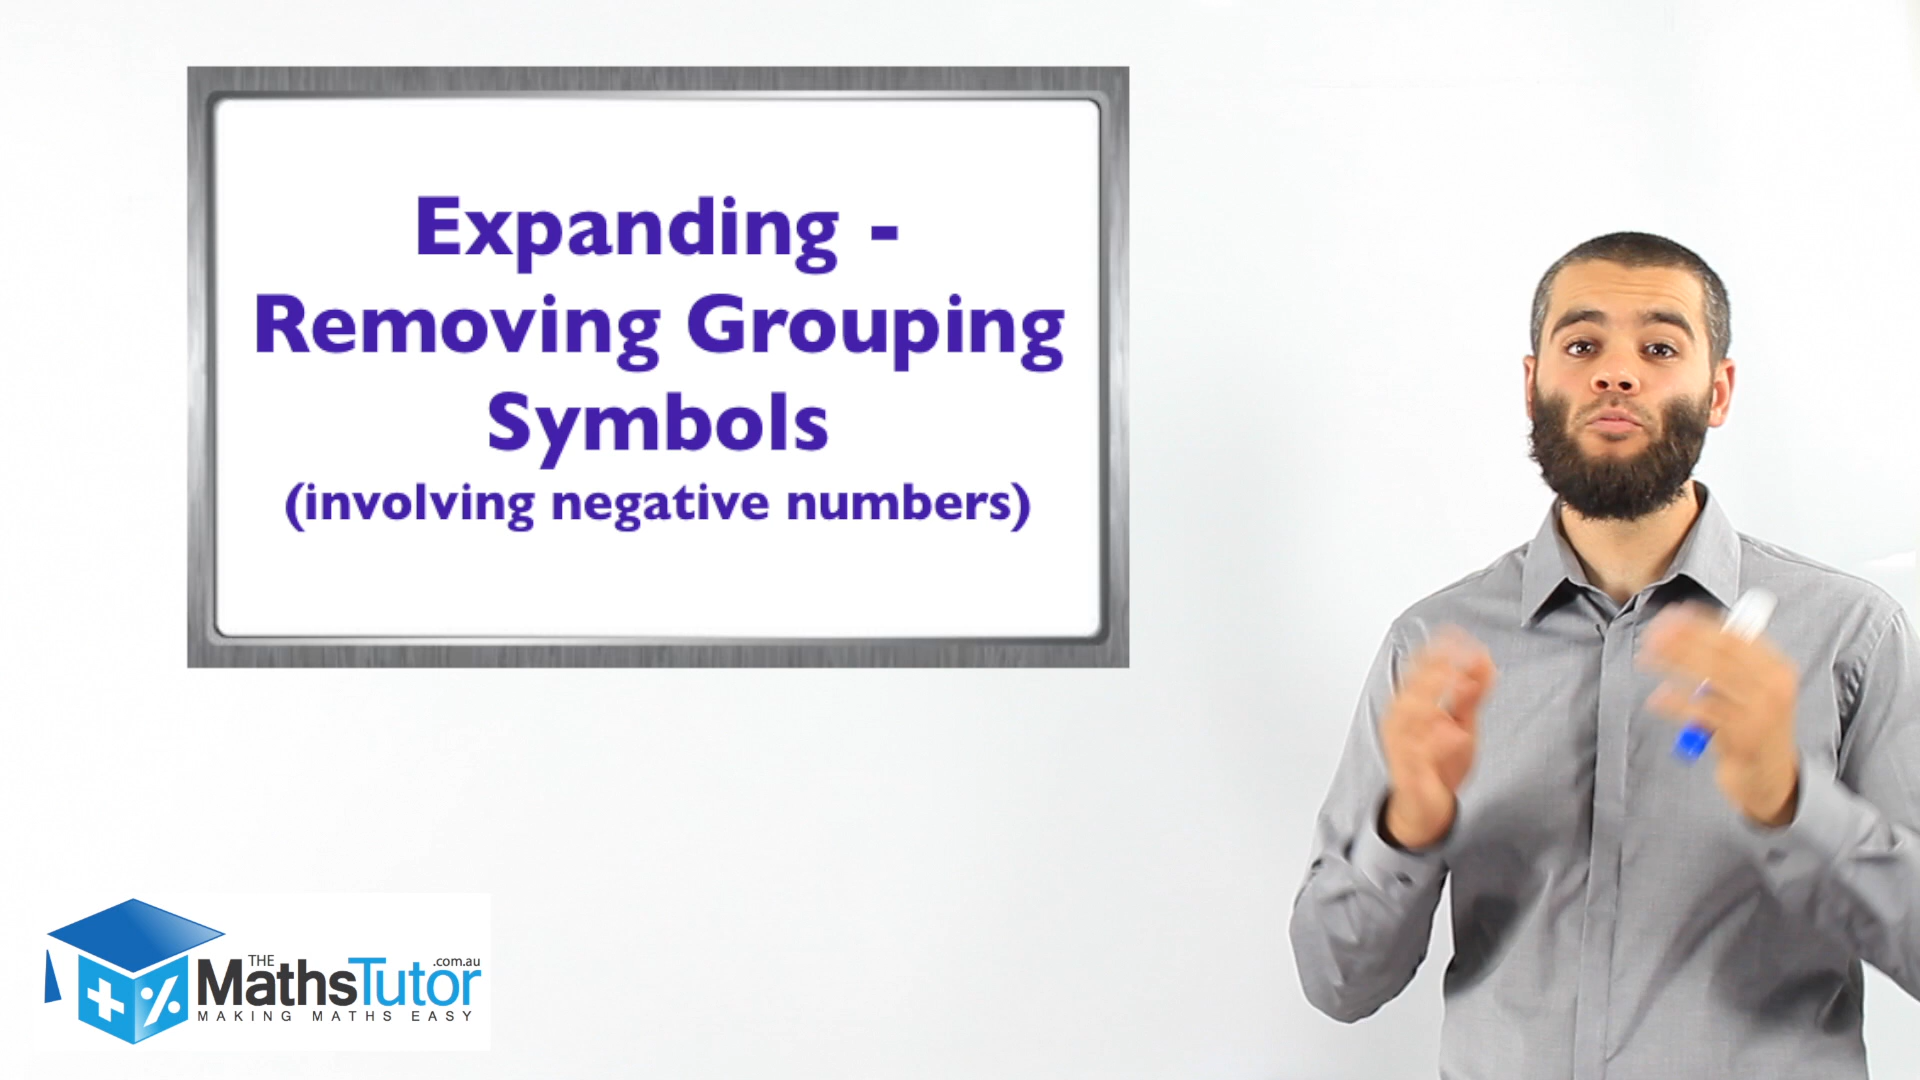 Expanding -
Removing Grouping
Symbols
(involving negative numbers)
THE
MathsTutor
.com.au
MAKING MATHS EASY